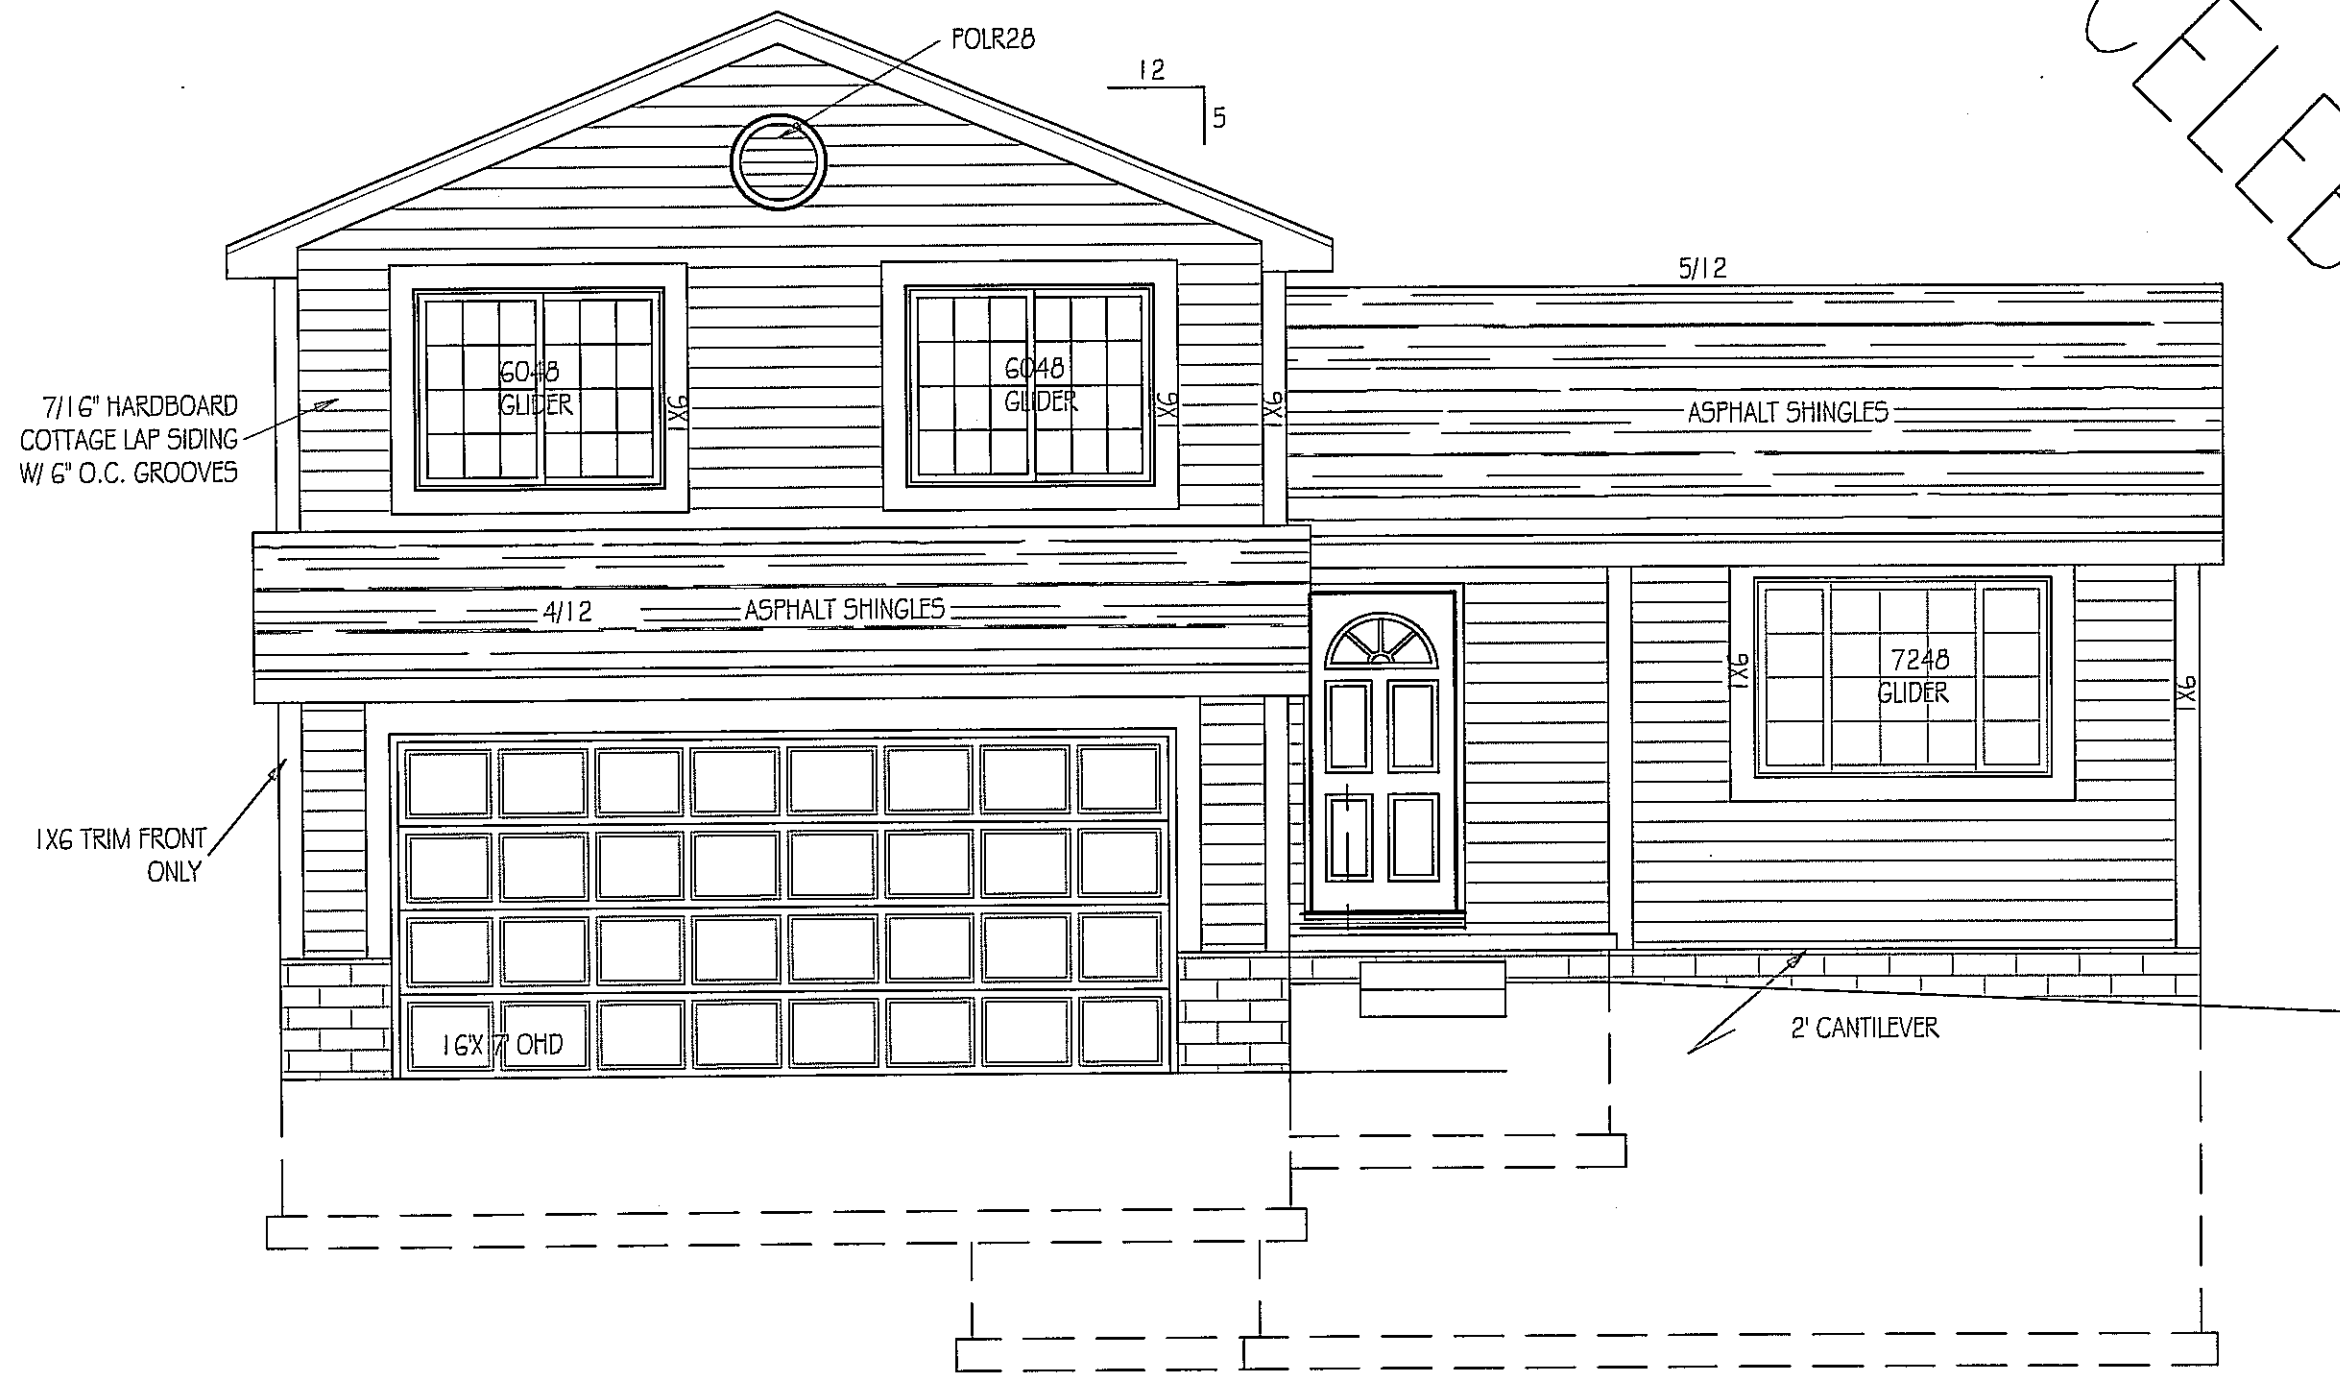 FOLR28
12
5
5/12
6048
GLIDER
1X6
6048
GLIDER
1X6
1X6
7/16" HARDBOARD
COTTAGE LAP SIDING
W/ 6" O.C. GROOVES
ASPHALT SHINGLES
4/12
ASPHALT SHINGLES
7248
GLIDER
1X6
1X6
1X6 TRIM FRONT
ONLY
16'X 7' OHD
2' CANTILEVER